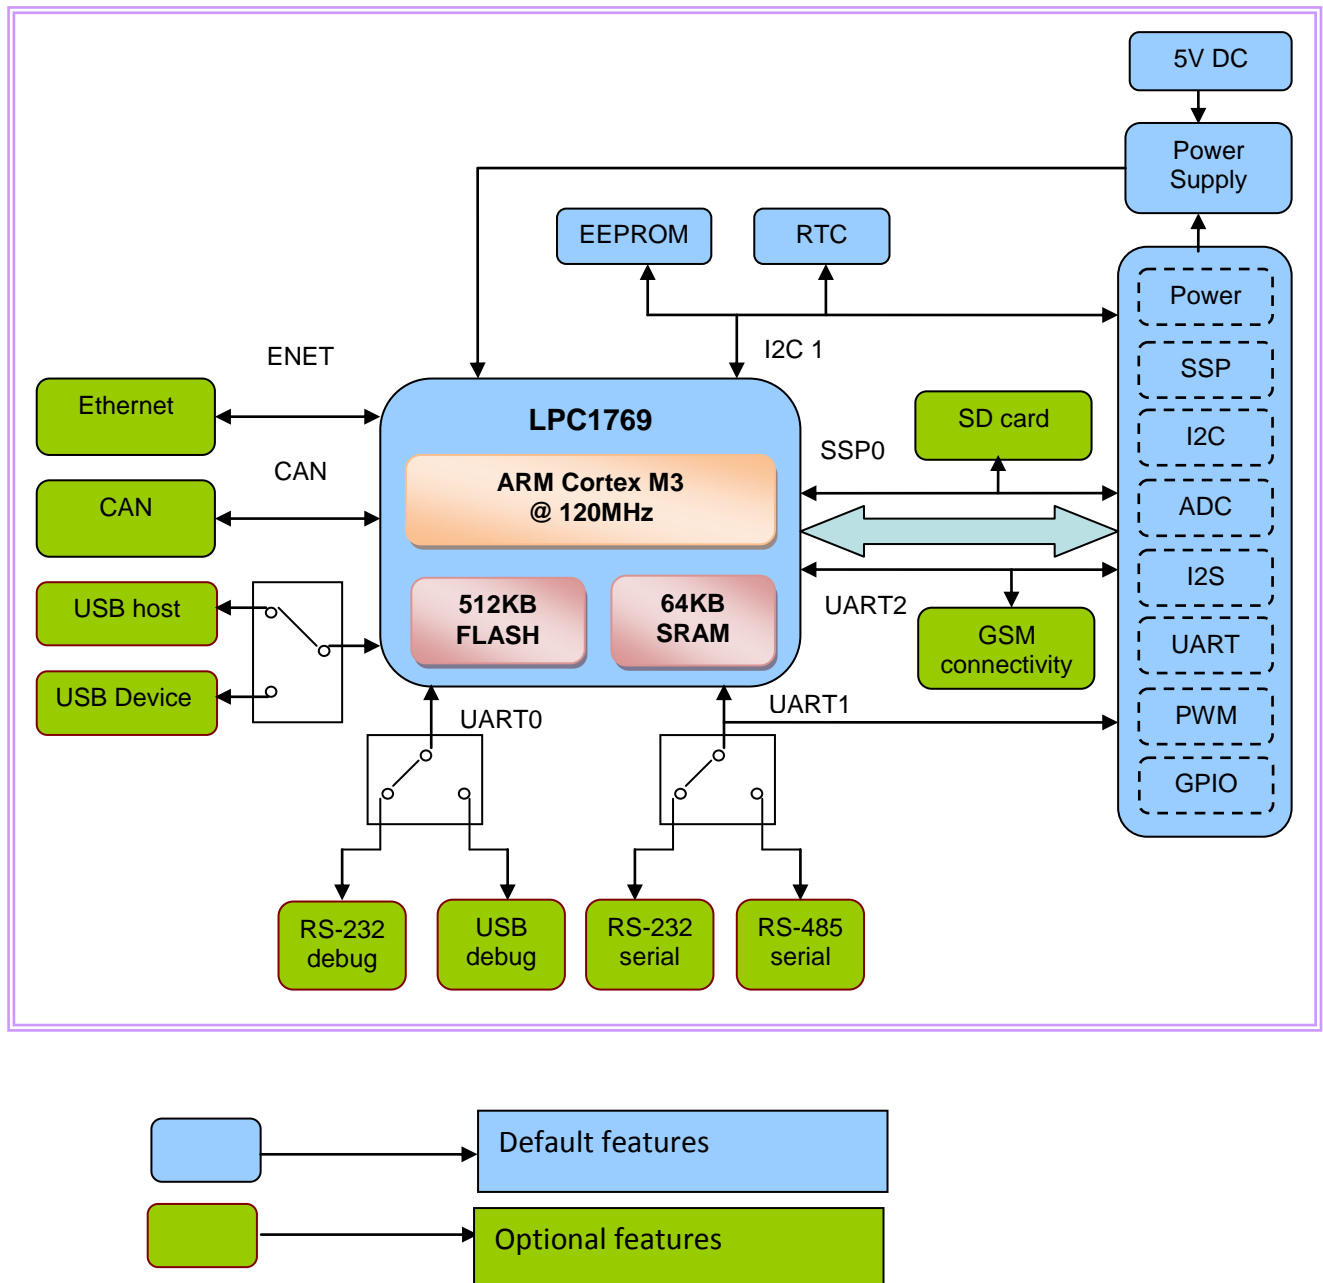 5V DC
Power
Supply
EEPROM
RTC
Power
I2C 1
ENET
SSP
Ethernet
LPC1769
SD card
I2C
SSP0
CAN
ARM Cortex M3
@ 120MHz
CAN
ADC
I2S
USB host
512KB
FLASH
64KB
SRAM
UART2
GSM
connectivity
UART
USB Device
UART0
UART1
PWM
GPIO
RS-232
debug
USB
debug
RS-232
serial
RS-485
serial
Default features
Optional features